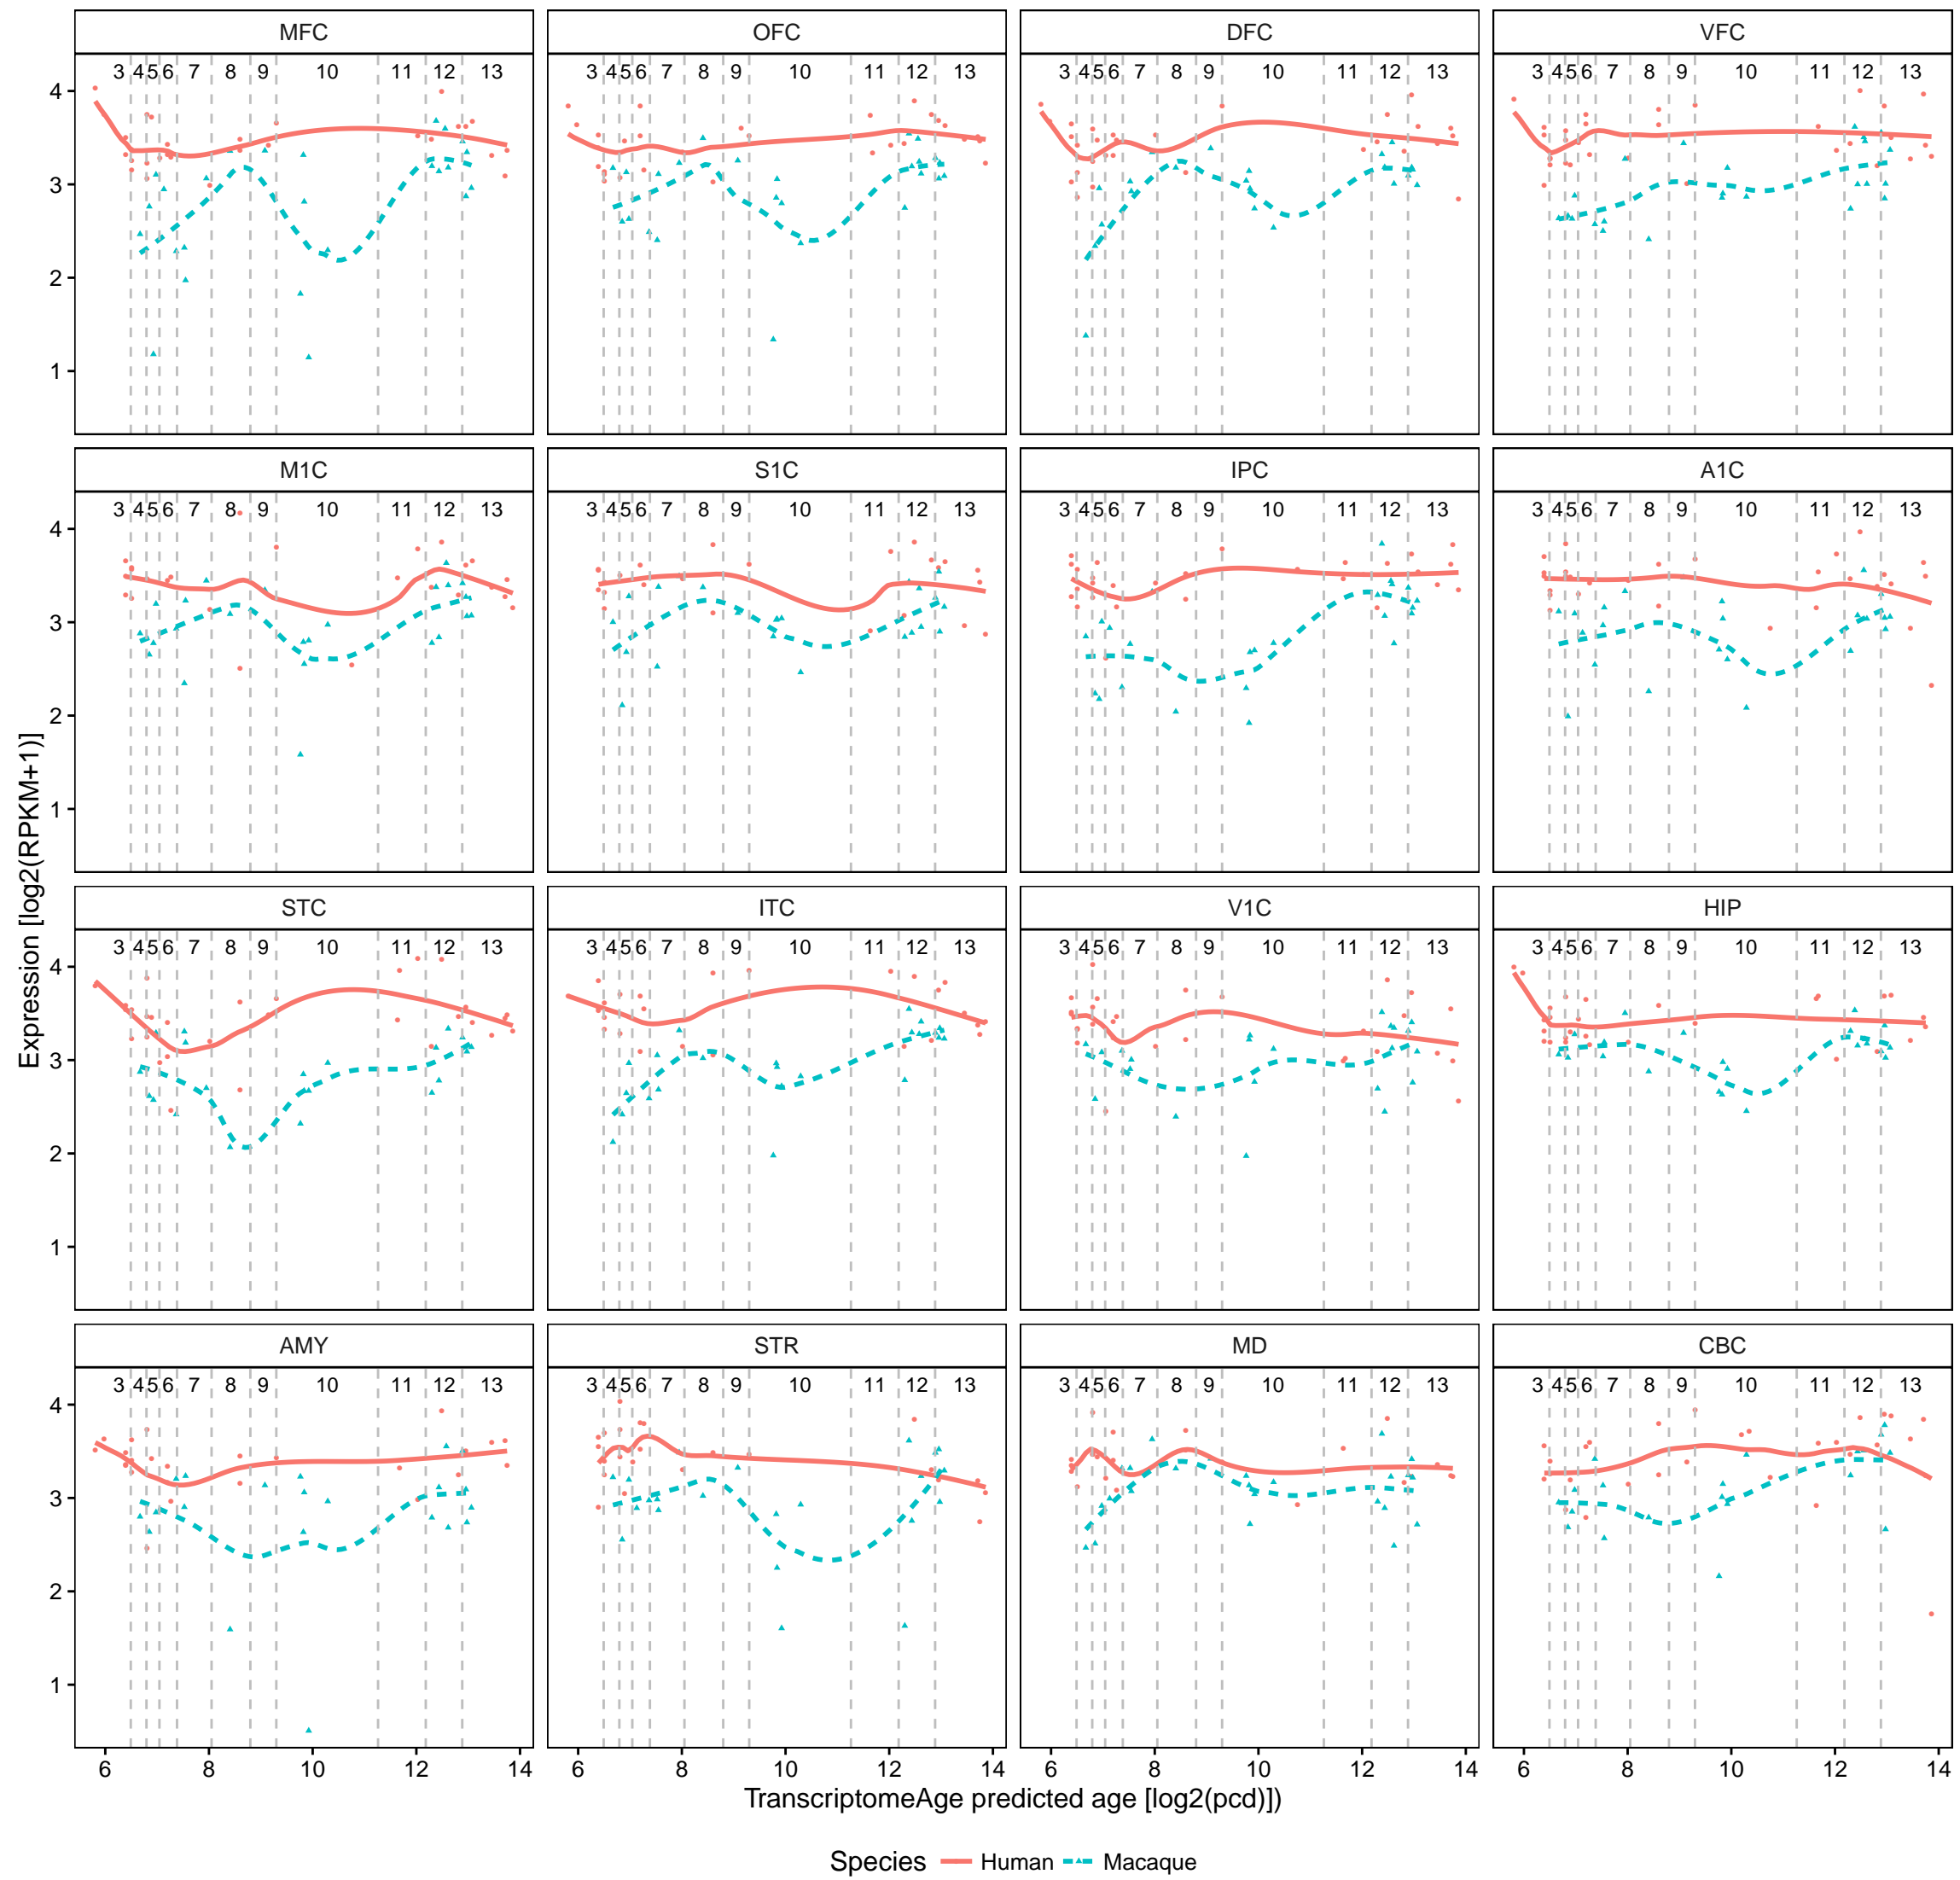 MFC OFC DFC VFC
3 4 5 6 7 8 9 10 11 12 13 3 4 5 6 7 8 9 10 11 12 13 3 4 5 6 7 8 9 10 11 12 13 3 4 5 6 7 8 9 10 11 12 13
4
3
2
1
M1C S1C IPC A1C
3 4 5 6 7 8 9 10 11 12 13 3 4 5 6 7 8 9 10 11 12 13 3 4 5 6 7 8 9 10 11 12 13 3 4 5 6 7 8 9 10 11 12 13
4
3
2
1
Expression [log2(RPKM+1)]
STC ITC V1C HIP
3 4 5 6 7 8 9 10 11 12 13 3 4 5 6 7 8 9 10 11 12 13 3 4 5 6 7 8 9 10 11 12 13 3 4 5 6 7 8 9 10 11 12 13
4
3
2
1
AMY STR MD CBC
3 4 5 6 7 8 9 10 11 12 13 3 4 5 6 7 8 9 10 11 12 13 3 4 5 6 7 8 9 10 11 12 13 3 4 5 6 7 8 9 10 11 12 13
4
3
2
1
6 8 10 12 14 6 8 10 12 14 6 8 10 12 14 6 8 10 12 14
TranscriptomeAge predicted age [log2(pcd)])
Species Human Macaque